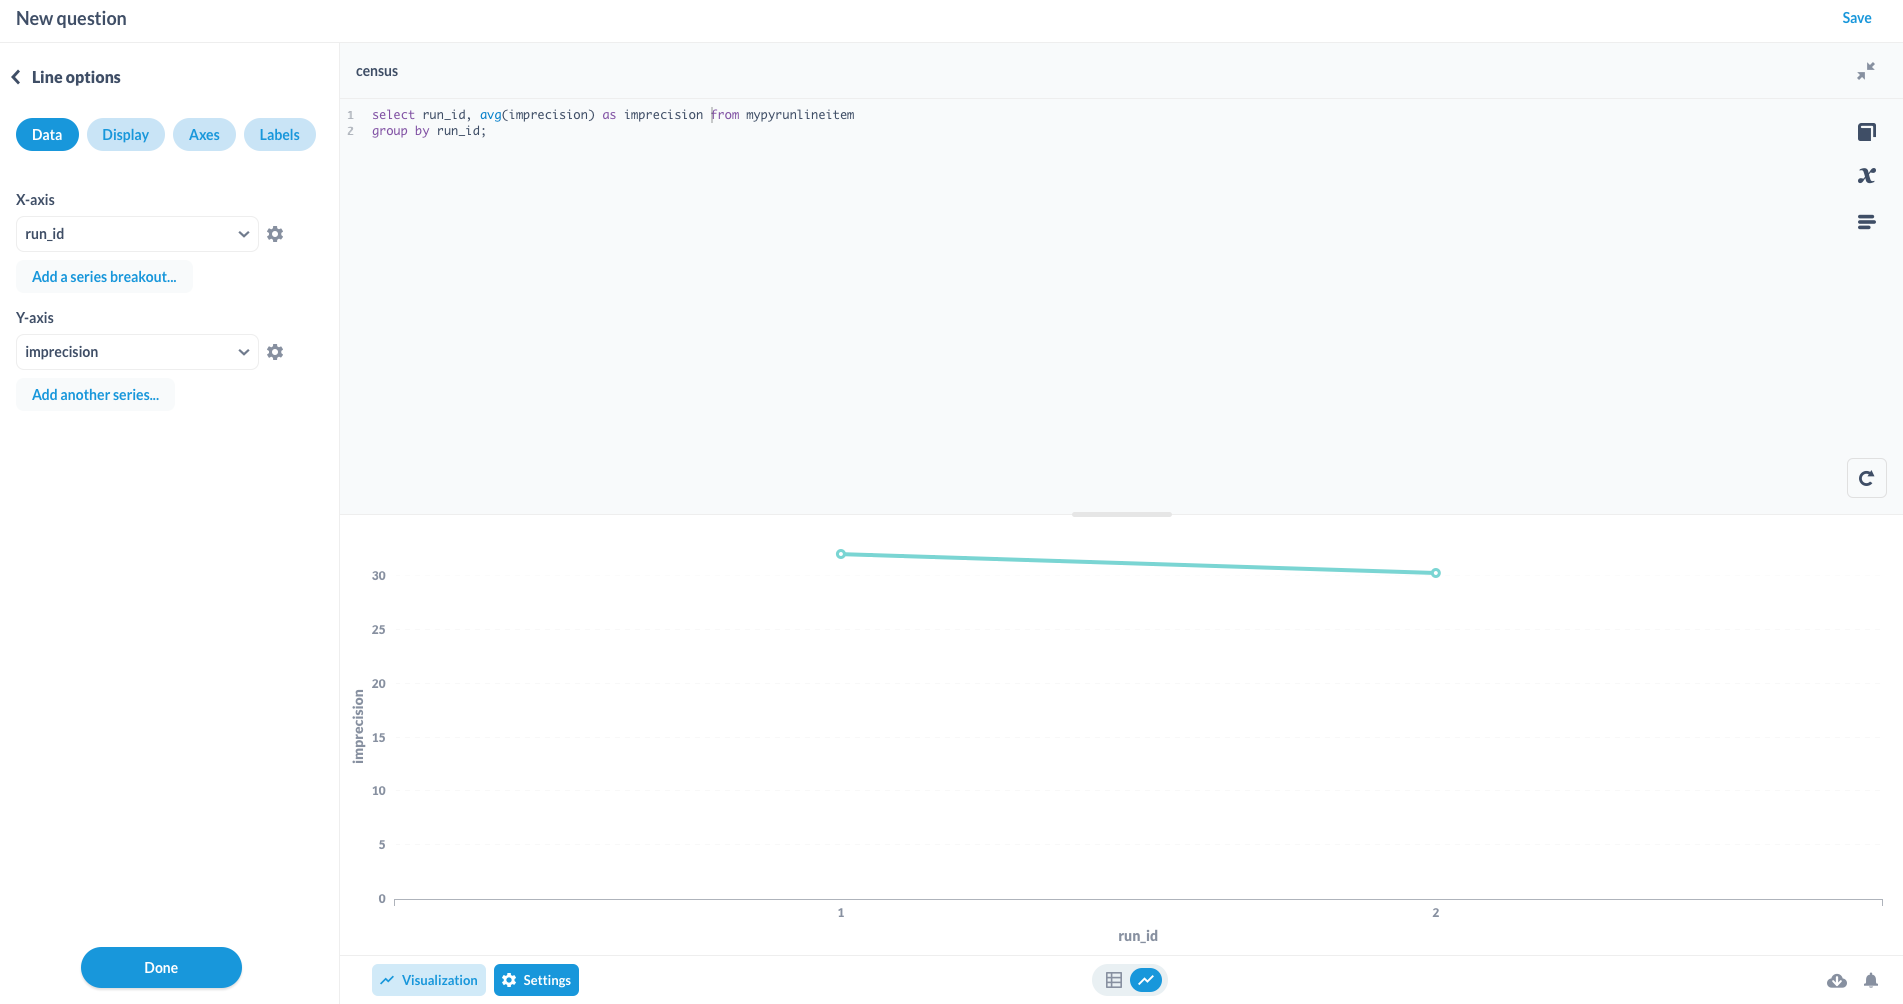 New question
Save
Line options
Data
Display
Axes
Labels
X-axis
run_id
Add a series breakout...
Y-axis
imprecision
Add another series...
Done
census
1 select run_id, avg(imprecision) as imprecision from mypyrunlineitem
2 group by run_id;
30
25
20
15
10
5
0
imprecision
1
2
run_id
Visualization
Settings